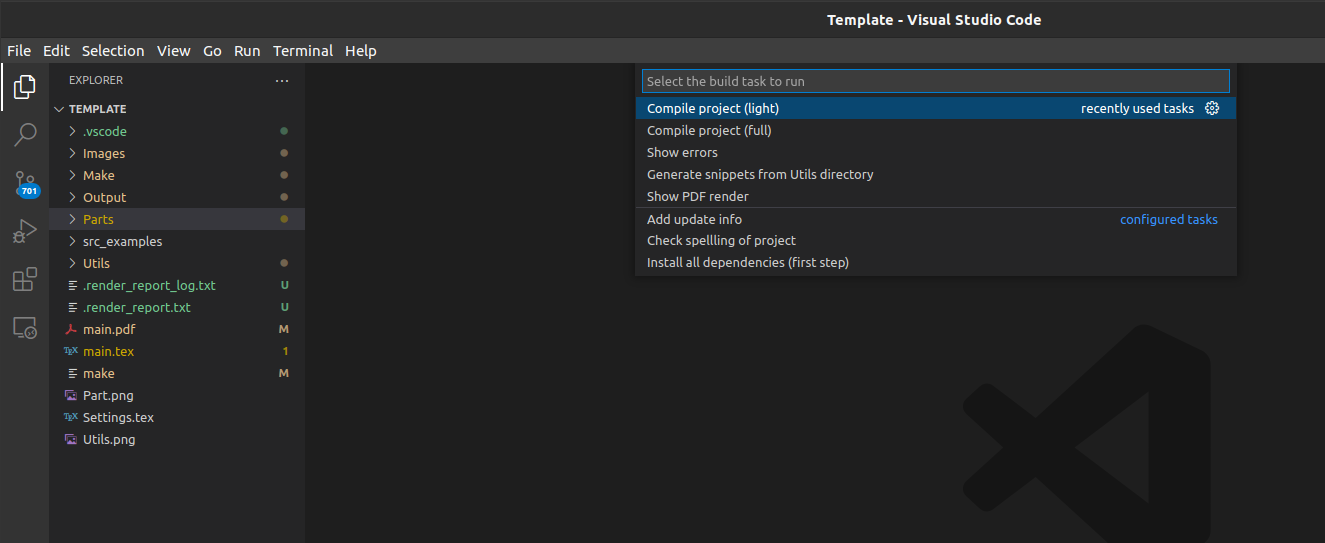 Template - Visual Studio Code
File Edit Selection View Go Run Terminal Help
EXPLORER ...
TEMPLATE
.vscode
Images
Make
Output
Parts
src_examples
Utils
.render_report_log.txt U
.render_report.txt U
main.pdf M
TEX main.tex 1
make M
Part.png
TEX Settings.tex
Utils.png
701
Select the build task to run
Compile project (light) recently used tasks
Compile project (full)
Show errors
Generate snippets from Utils directory
Show PDF render
Add update info configured tasks
Check spellling of project
Install all dependencies (first step)